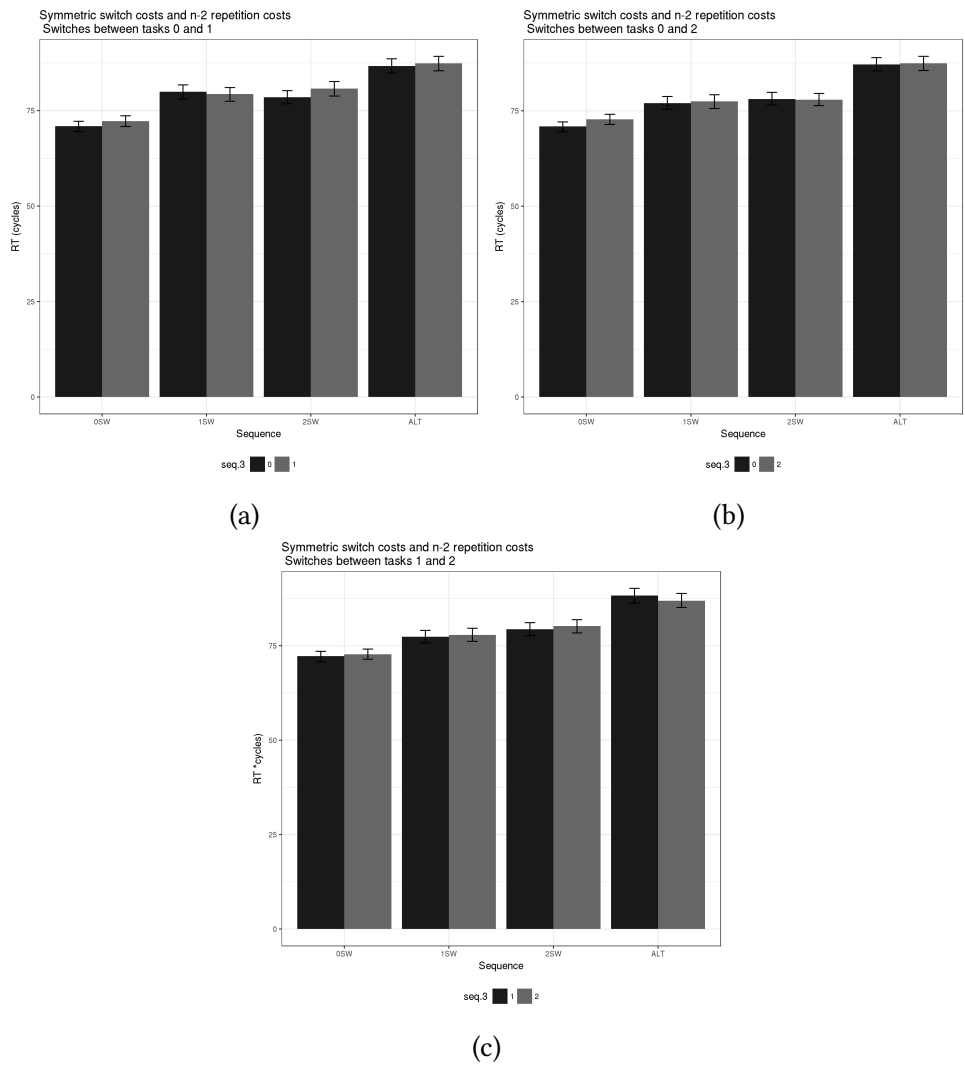 Symmetric switch costs and n-2 repetition costs
Switches between tasks 0 and 1
RT (cycles)
75
50
25
0
0SW 1SW 2SW ALT
Sequence
seq.3 0 1
(a)
Symmetric switch costs and n-2 repetition costs
Switches between tasks 0 and 2
RT (cycles)
75
50
25
0
0SW 1SW 2SW ALT
Sequence
seq.3 0 2
(b)
Symmetric switch costs and n-2 repetition costs
Switches between tasks 1 and 2
RT *cycles)
75
50
25
0
0SW 1SW 2SW ALT
Sequence
seq.3 1 2
(c)